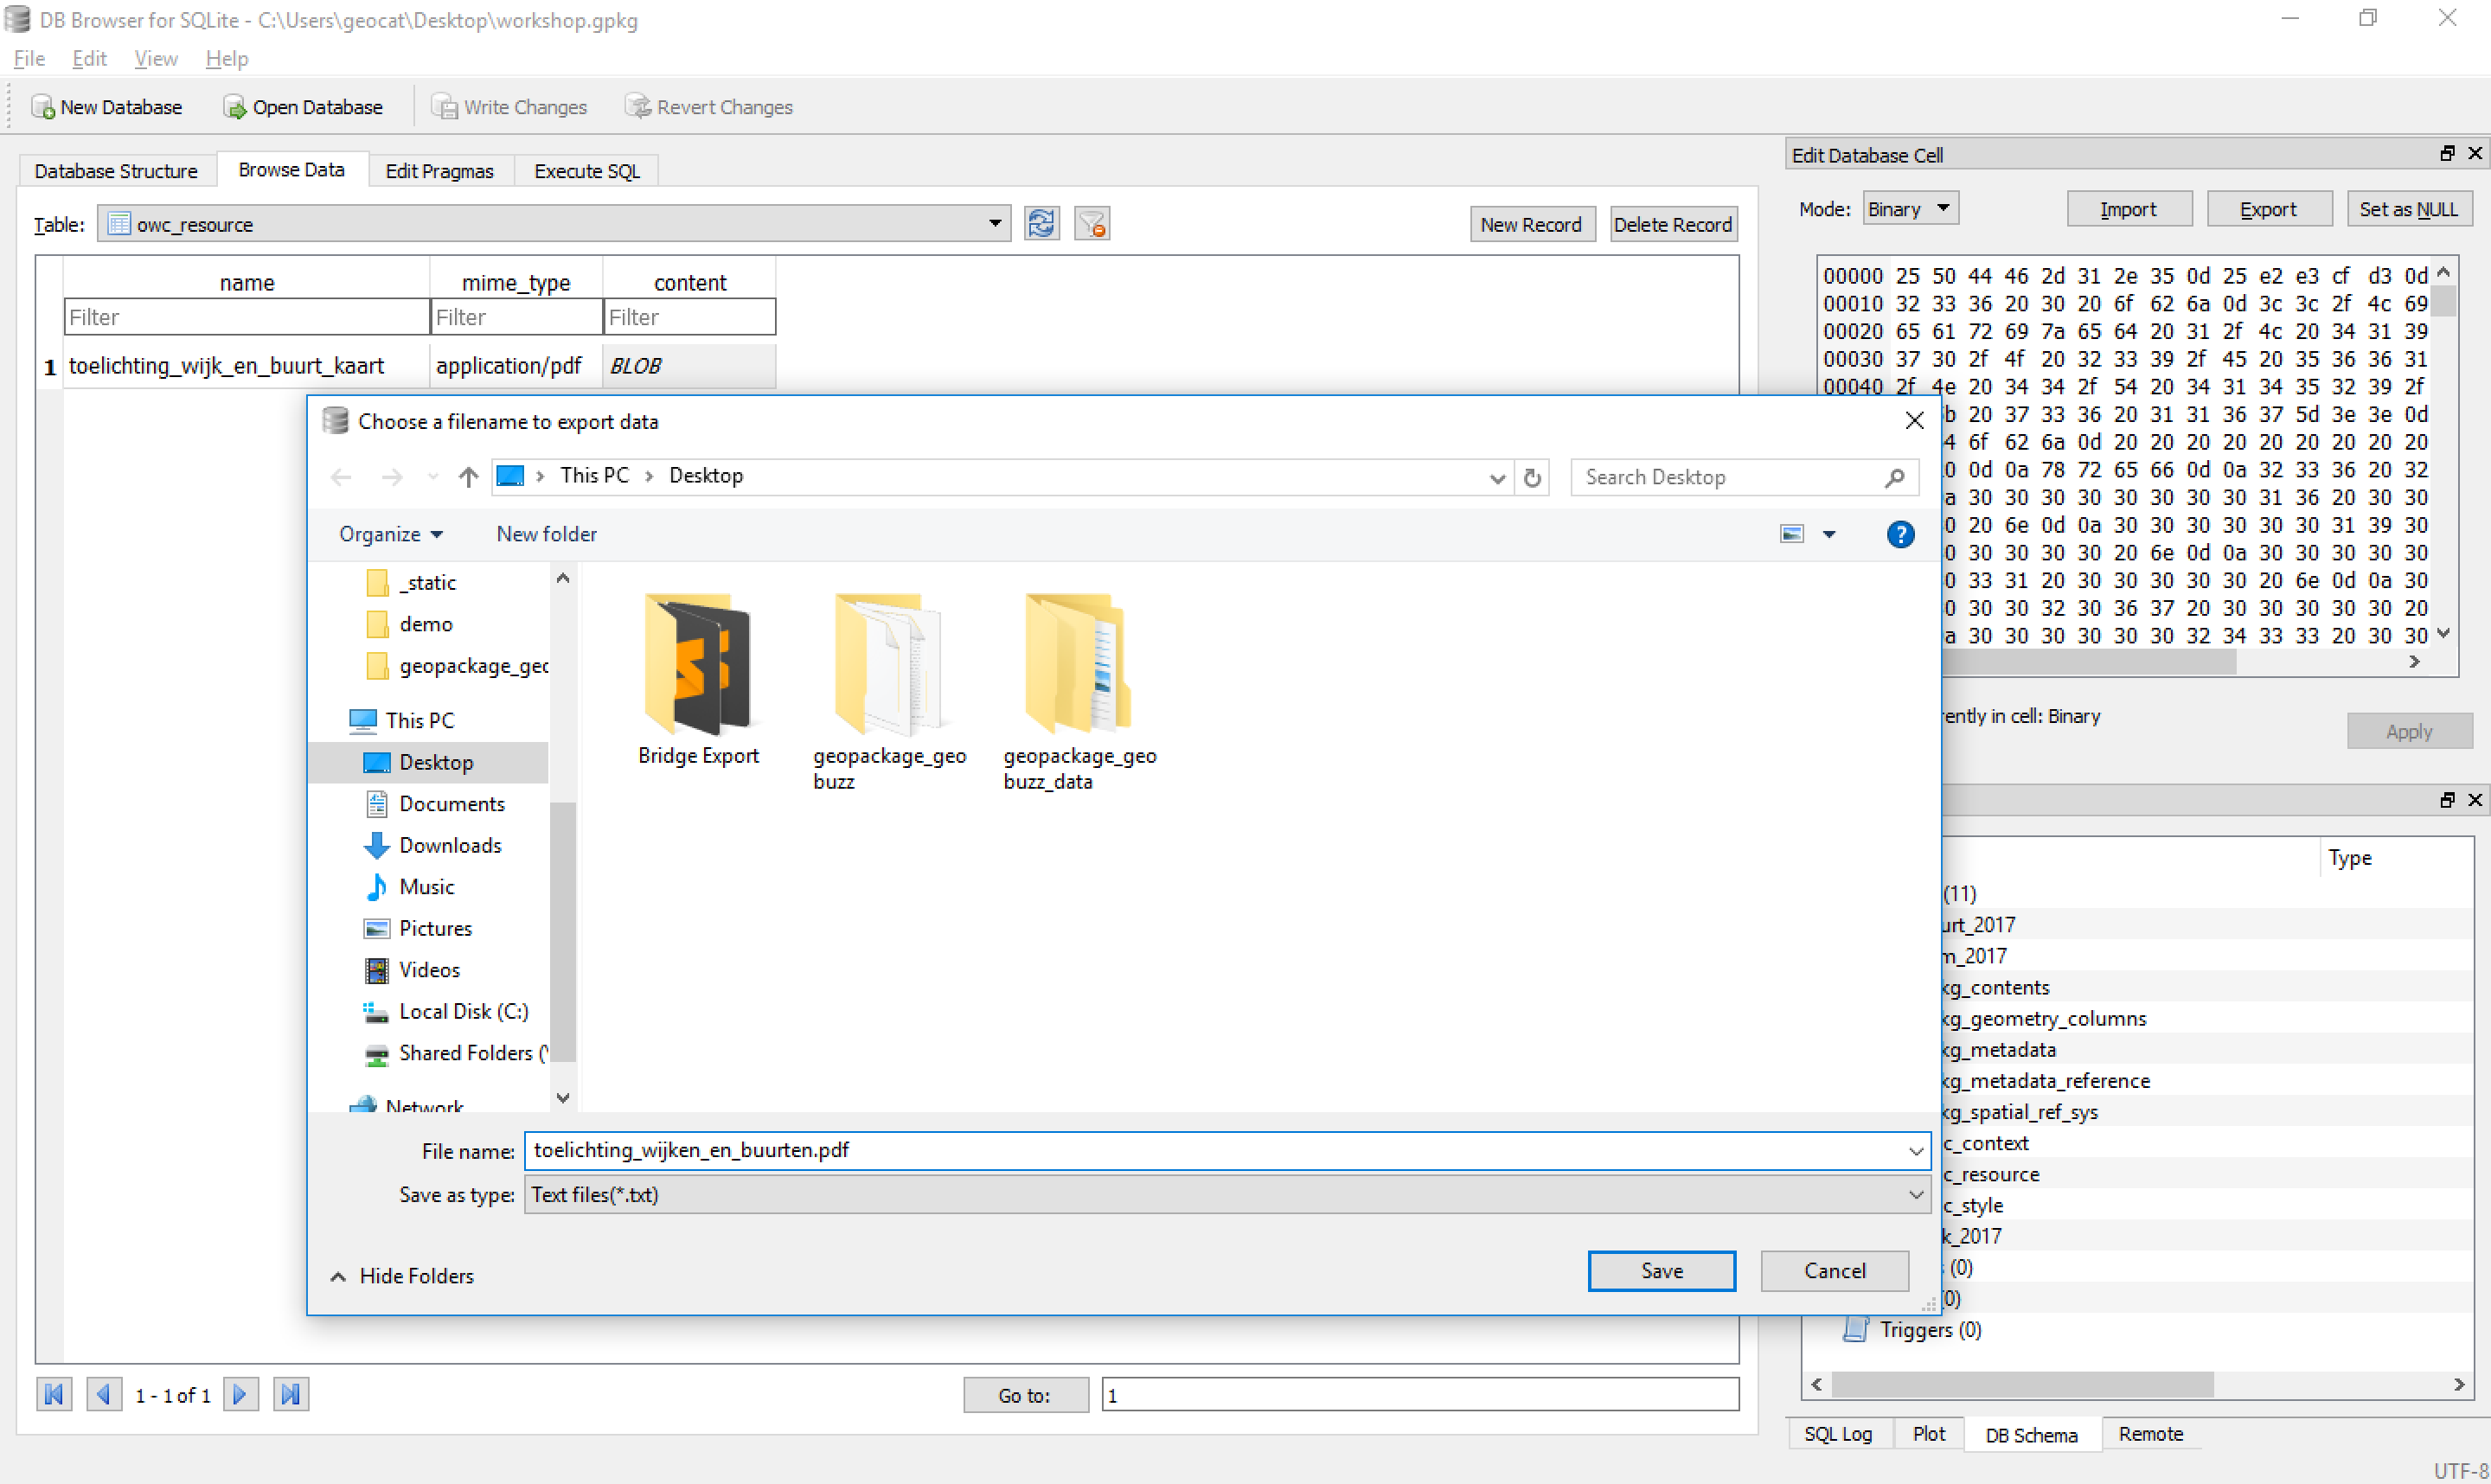 DB Browser for SQLite - C:\Users\geocat\Desktop\workshop.gpkg
File Edit View Help
New Database Open Database Write Changes Revert Changes
Database Structure Browse Data Edit Pragmas Execute SQL
Table: owc_resource New Record Delete Record
name mime_type content
Filter Filter Filter
1 toelichting_wijk_en_buurt_kaart application/pdf BLOB
Choose a filename to export data
This PC Desktop
Search Desktop
Organize New folder
_static
demo
geopackage_geo
This PC
Desktop
Documents
Downloads
Music
Pictures
Videos
Local Disk (C:)
Shared Folders (
Network
Bridge Export
geopackage_geo
buzz
geopackage_geo
buzz_data
File name: toelichting_wijken_en_buurten.pdf
Save as type: Text files(*.txt)
Hide Folders
Save Cancel
1 - 1 of 1
Go to: 1
Edit Database Cell
Mode: Binary Import Export Set as NULL
00000 25 50 44 46 2d 31 2e 35 0d 25 e2 e3 cf d3 0d
00010 32 33 36 20 30 20 6f 62 6a 0d 3c 3c 2f 4c 69
00020 65 61 72 69 7a 65 64 20 31 2f 4c 20 34 31 39
00030 37 30 2f 4f 20 32 33 39 2f 45 20 35 36 36 31
00040 2f 4e 20 34 34 2f 54 20 34 31 34 35 32 39 2f
b 20 37 33 36 20 31 31 36 37 5d 3e 3e 0d
4 6f 62 6a 0d 20 20 20 20 20 20 20 20 20
0 0d 0a 78 72 65 66 0d 0a 32 33 36 20 32
a 30 30 30 30 30 30 30 30 31 36 20 30 30
0 20 6e 0d 0a 30 30 30 30 30 30 31 39 30
0 30 30 30 30 20 6e 0d 0a 30 30 30 30 30
0 33 31 20 30 30 30 30 30 20 6e 0d 0a 30
0 30 30 32 30 36 37 20 30 30 30 30 30 20
a 30 30 30 30 30 30 32 34 33 33 20 30 30
rently in cell: Binary
Apply
Type
(11)
urt_2017
m_2017
kg_contents
kg_geometry_columns
kg_metadata
kg_metadata_reference
kg_spatial_ref_sys
c_context
c_resource
c_style
k_2017
(0)
(0)
Triggers (0)
SQL Log Plot DB Schema Remote
UTF-8